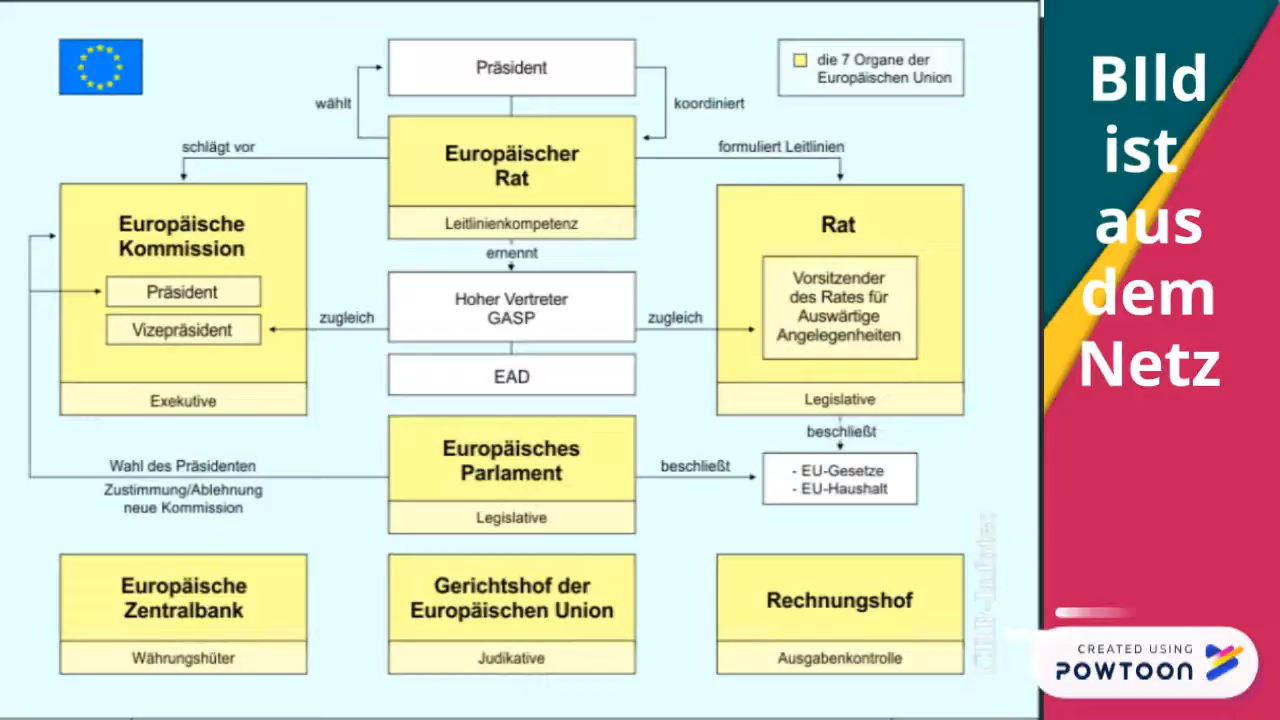 Präsident
die 7 Organe der
Europäischen Union
wählt
koordiniert
schlägt vor
formuliert Leitlinien
Europäischer
Rat
Leitlinienkompetenz
Europäische
Kommission
Präsident
Vizepräsident
Exekutive
ernennt
Hoher Vertreter
GASP
zugleich
zugleich
EAD
Rat
Vorsitzender
des Rates für
Auswärtige
Angelegenheiten
Legislative
beschließt
Europäisches
Parlament
Legislative
Wahl des Präsidenten
Zustimmung/Ablehnung
neue Kommission
beschließt
- EU-Gesetze
- EU-Haushalt
Europäische
Zentralbank
Währungshüter
Gerichtshof der
Europäischen Union
Judikative
Rechnungshof
Ausgabenkontrolle
BIld
ist
aus
dem
Netz
CREATED USING
POWTOON